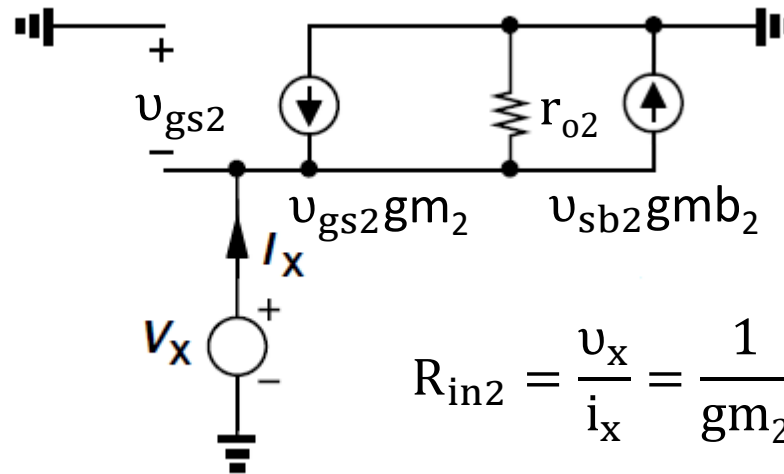 +
υgs2
−
ro2
υgs2gm2
υsb2gmb2
Ix
Vx
+
−
Rin2 = υx/ix = 1/gm2